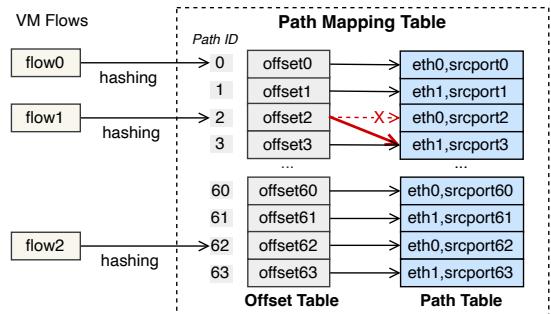 VM Flows
Path Mapping Table
Path ID
flow0
hashing
0
offset0
eth0,srcport0
1
offset1
eth1,srcport1
flow1
hashing
2
offset2
X
eth0,srcport2
3
offset3
eth1,srcport3
...
...
60
offset60
eth0,srcport60
61
offset61
eth1,srcport61
flow2
hashing
62
offset62
eth0,srcport62
63
offset63
eth1,srcport63
Offset Table
Path Table